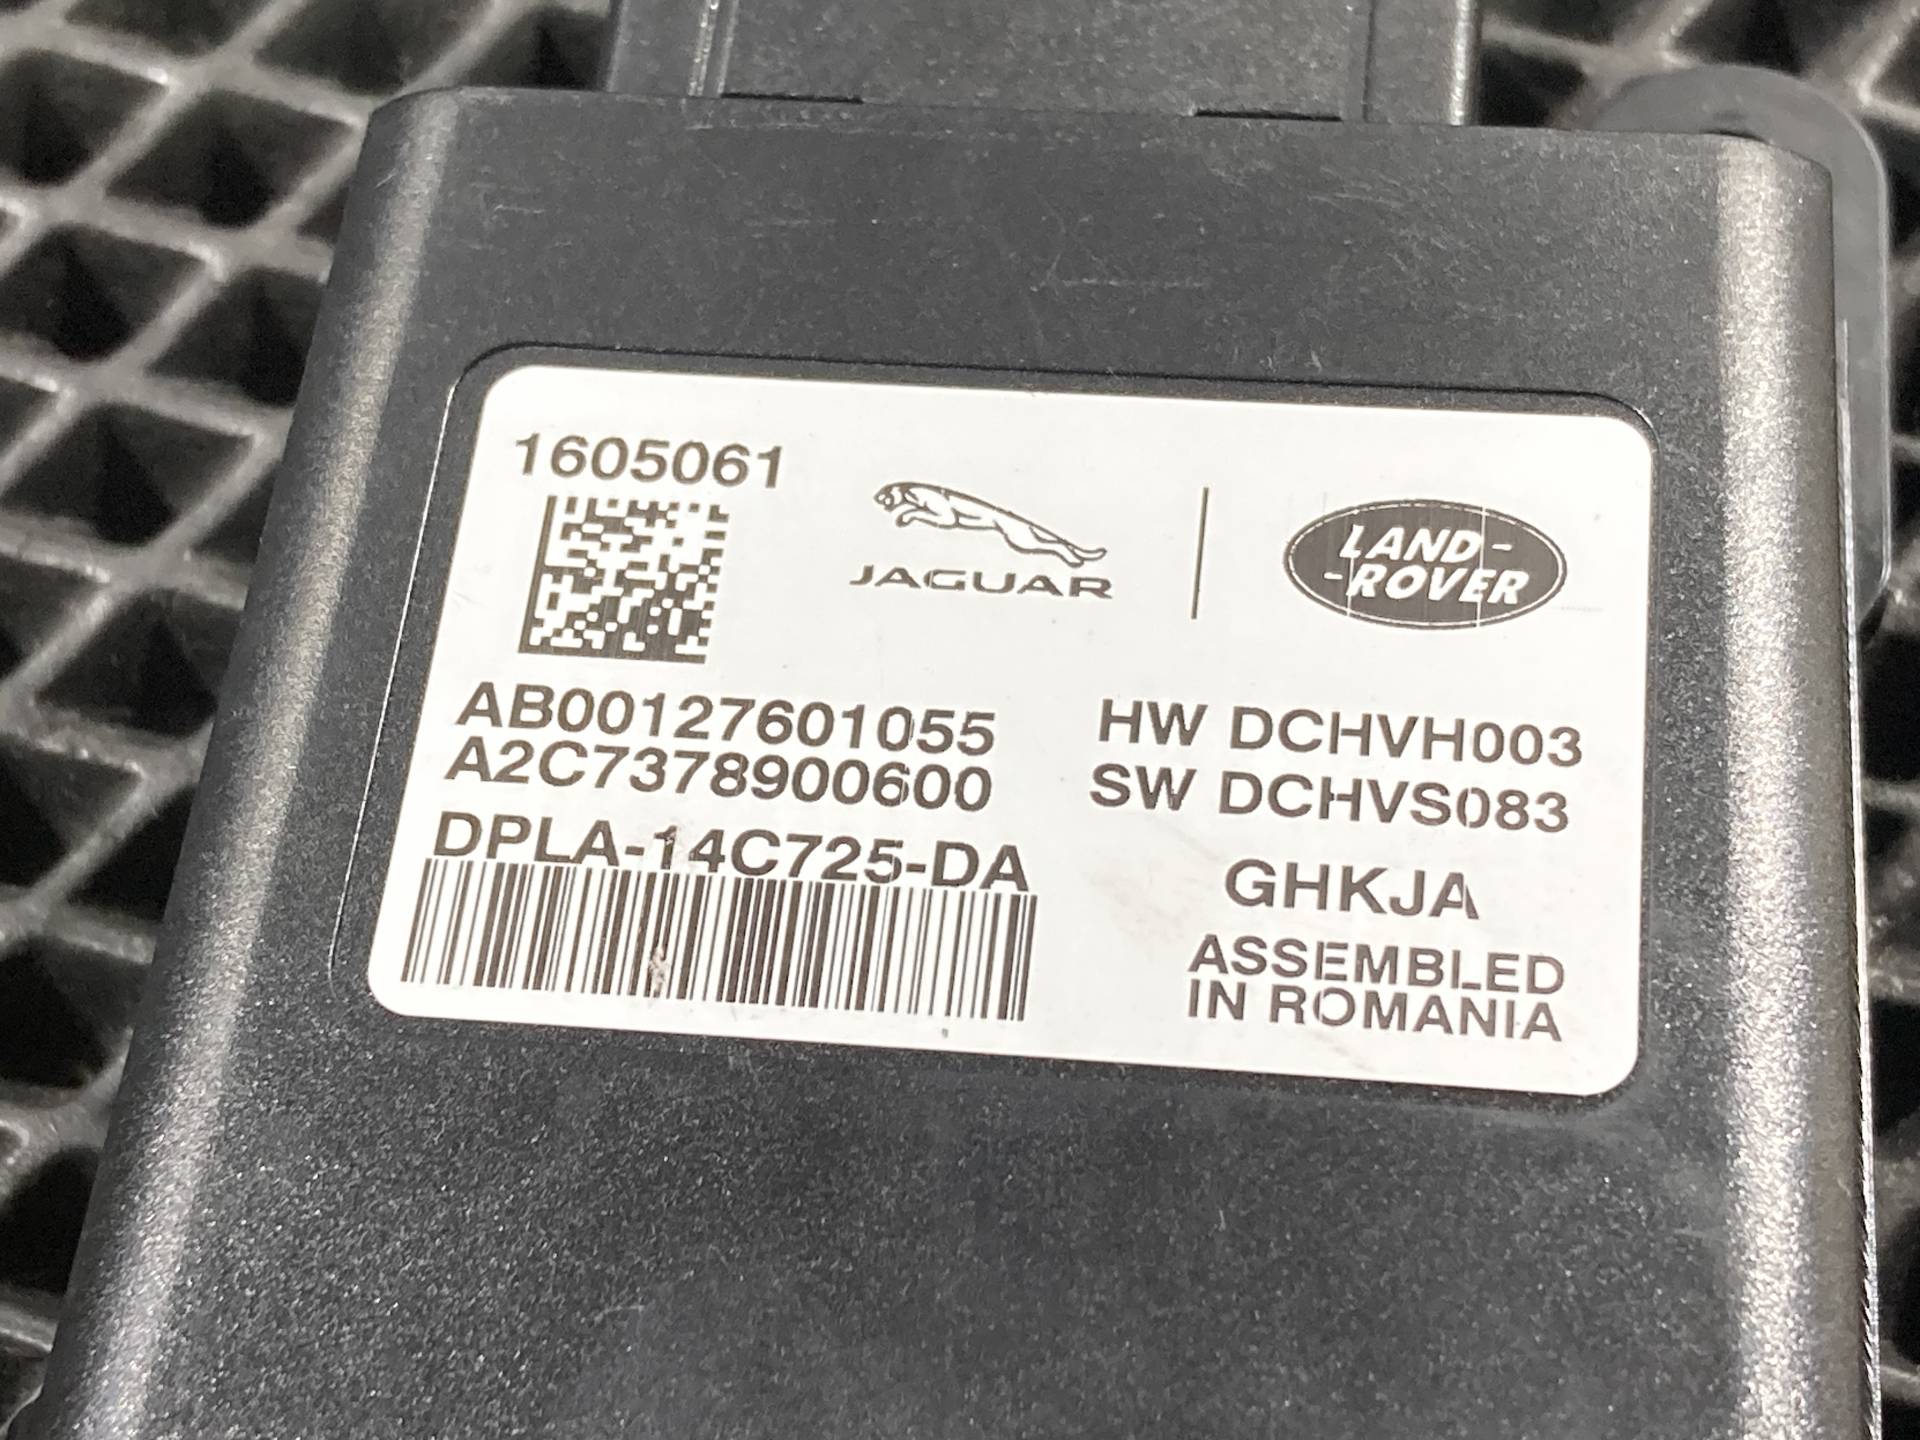 1605061
JAGUAR
LAND-
-ROVER
AB00127601055
A2C7378900600
DPLA-14C725-DA
HW DCHVH003
SW DCHVS083
GHKJA
ASSEMBLED
IN ROMANIA